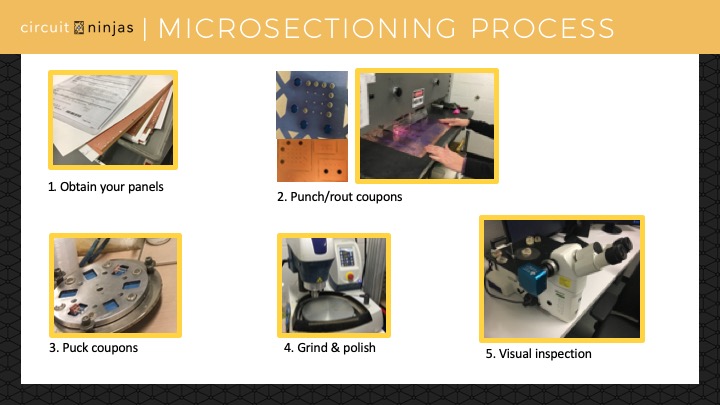 circuit ninjas | MICROSECTIONING PROCESS
1. Obtain your panels
2. Punch/rout coupons
3. Puck coupons
4. Grind & polish
5. Visual inspection